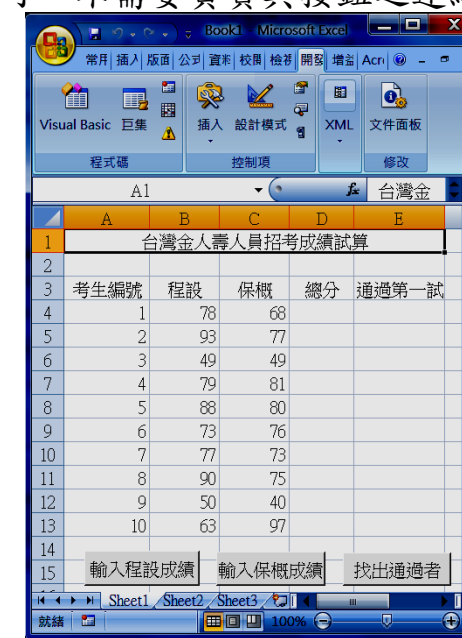 Book1 Microsoft Excel
常用 插入 版面 公式 資料 校閱 檢視 開發 增益 Acr
Visual Basic 巨集 插入 設計模式 XML 文件面板
程式碼 控制項 修改
A1 fx 台灣金
A B C D E
1 台灣金人壽人員招考成績試算
2
3 考生編號 程設 保概 總分 通過第一試
4 1 78 68
5 2 93 77
6 3 49 49
7 4 79 81
8 5 88 80
9 6 73 76
10 7 77 73
11 8 90 75
12 9 50 40
13 10 63 97
14
15 輸入程設成績 輸入保概成績 找出通過者
Sheet1 Sheet2 Sheet3
就緒 100%